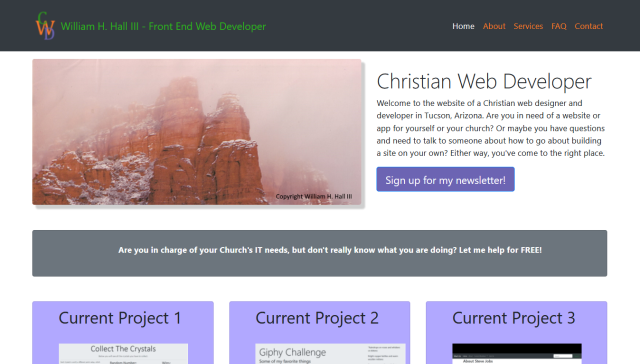 William H. Hall III - Front End Web Developer
Home About Services FAQ Contact
Christian Web Developer
Welcome to the website of a Christian web designer and
developer in Tucson, Arizona. Are you in need of a website or
app for yourself or your church? Or maybe you have questions
and need to talk to someone about how to go about building
a site on your own? Either way, you've come to the right place.
Sign up for my newsletter!
Copyright William H. Hall III
Are you in charge of your Church's IT needs, but don't really know what you are doing? Let me help for FREE!
Current Project 1
Current Project 2
Current Project 3
Collect The Crystals
Giphy Challenge
Some of my favorite things
About Steve Jobs